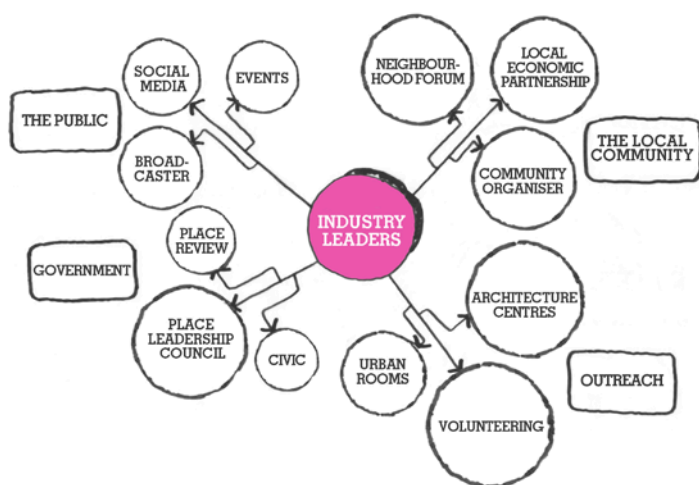 SOCIAL
MEDIA
EVENTS
THE PUBLIC
BROAD-
CASTER
NEIGHBOUR-
HOOD FORUM
LOCAL
ECONOMIC
PARTNERSHIP
THE LOCAL
COMMUNITY
COMMUNITY
ORGANISER
INDUSTRY
LEADERS
PLACE
REVIEW
GOVERNMENT
PLACE
LEADERSHIP
COUNCIL
CIVIC
URBAN
ROOMS
ARCHITECTURE
CENTRES
OUTREACH
VOLUNTEERING